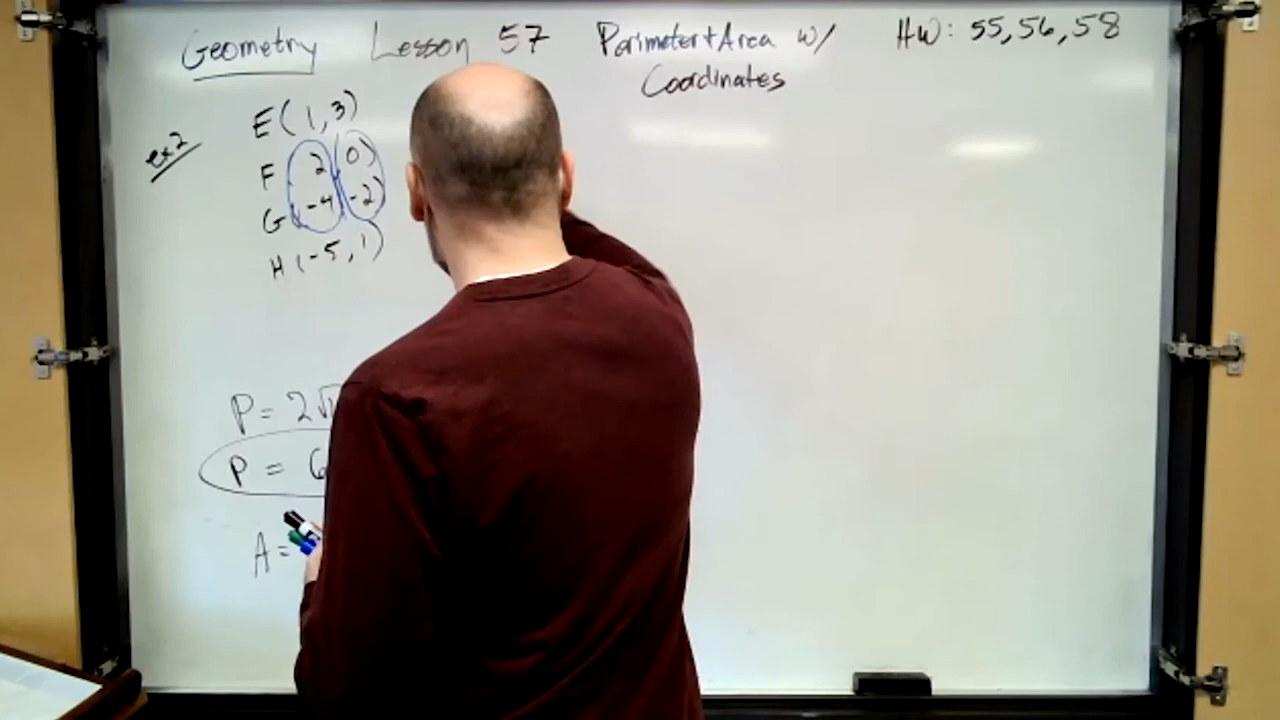 Geometry Lesson 57 Perimeter + Area w/ Coordinates HW: 55, 56, 58
ex2
E(1,3)
F(2,0)
G(-4,-2)
H(-5,1)
P = 2√1
P = 6
A =